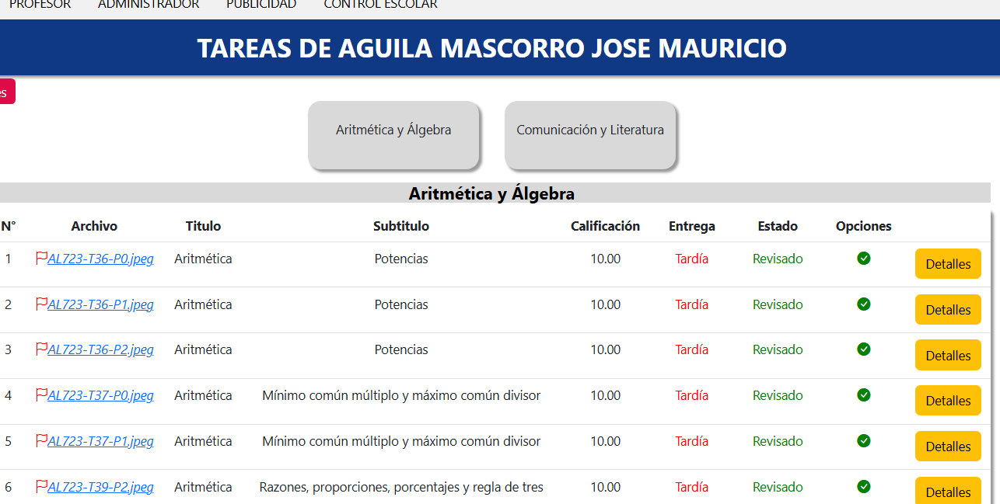 PROFESOR ADMINISTRADOR PUBLICIDAD CONTROL ESCOLAR
TAREAS DE AGUILA MASCORRO JOSE MAURICIO
es
Aritmética y Álgebra Comunicación y Literatura
Aritmética y Álgebra
N° Archivo Titulo Subtitulo Calificación Entrega Estado Opciones
1 AL723-T36-P0.jpeg Aritmética Potencias 10.00 Tardía Revisado Detalles
2 AL723-T36-P1.jpeg Aritmética Potencias 10.00 Tardía Revisado Detalles
3 AL723-T36-P2.jpeg Aritmética Potencias 10.00 Tardía Revisado Detalles
4 AL723-T37-P0.jpeg Aritmética Mínimo común múltiplo y máximo común divisor 10.00 Tardía Revisado Detalles
5 AL723-T37-P1.jpeg Aritmética Mínimo común múltiplo y máximo común divisor 10.00 Tardía Revisado Detalles
6 AL723-T39-P2.jpeg Aritmética Razones, proporciones, porcentajes y regla de tres 10.00 Tardía Revisado Detalles